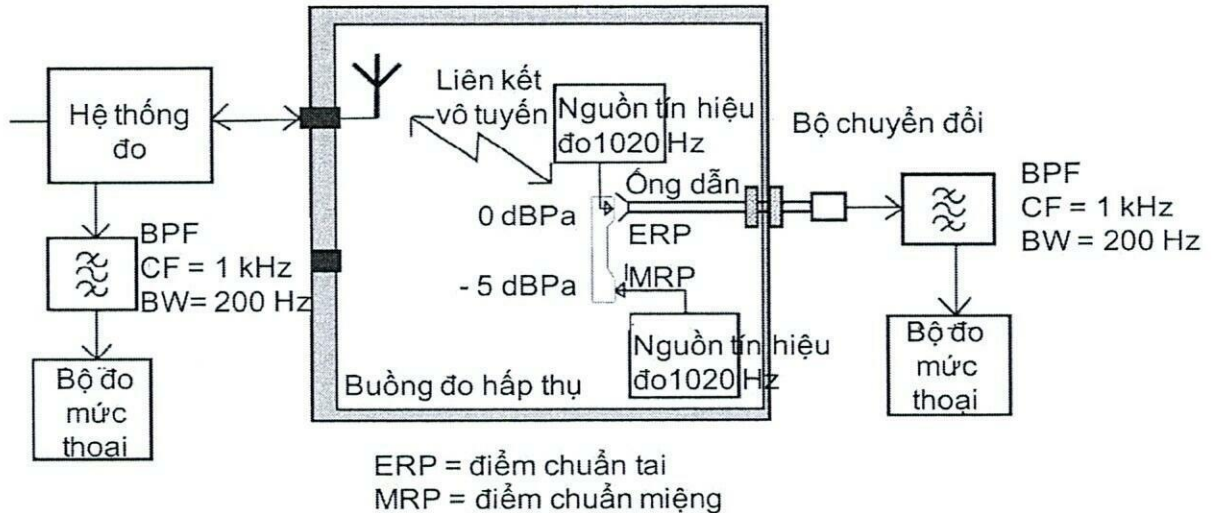 Hệ thống
đo
BPF
CF = 1 kHz
BW= 200 Hz
Bộ đo
mức
thoại
Liên kết
vô tuyến
Nguồn tín hiệu
đo1020 Hz
Ống dẫn
0 dBPa
ERP
- 5 dBPa
MRP
Nguồn tín hiệu
đo1020 Hz
Buồng đo hấp thụ
Bộ chuyển đổi
BPF
CF = 1 kHz
BW = 200 Hz
Bộ đo
mức
thoại
ERP = điểm chuẩn tai
MRP = điểm chuẩn miệng